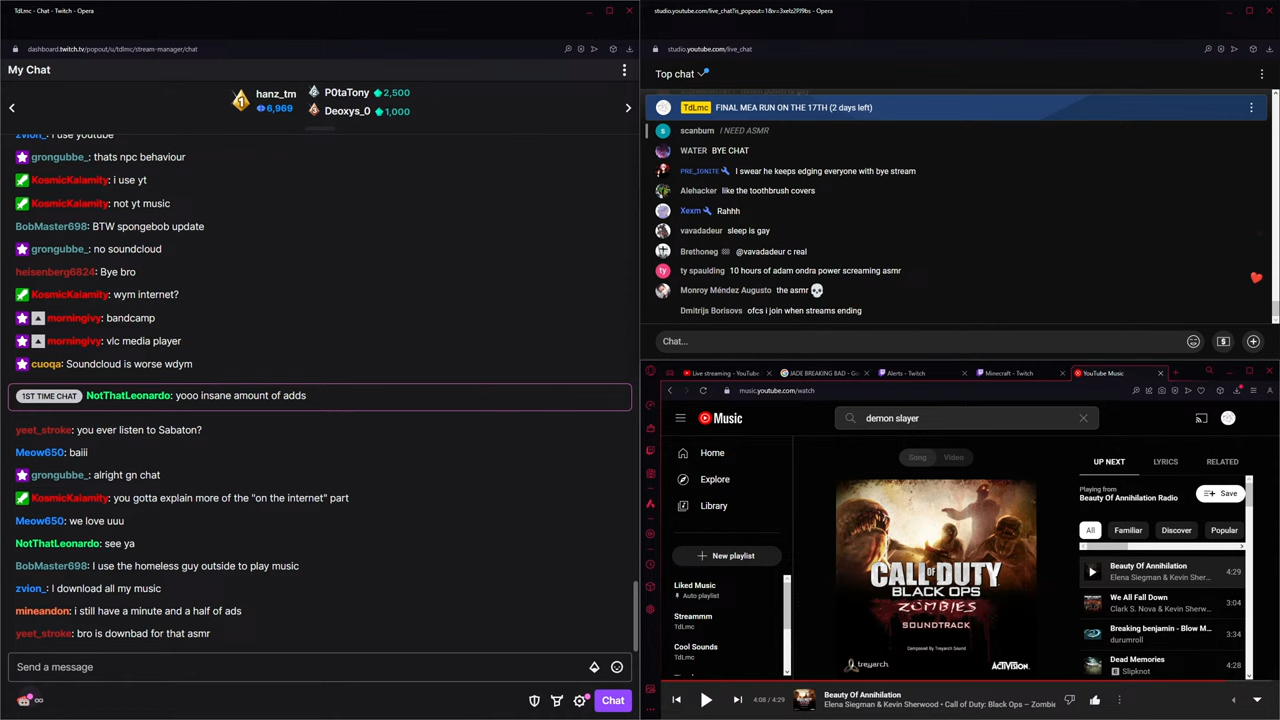 TdLmc - Chat - Twitch - Opera
dashboard.twitch.tv/popout/u/tdlmc/stream-manager/chat
My Chat
1 hanz_tm 6,969
P0taTony 2,500
Deoxys_0 1,000
zvion_: i use youtube
grongubbe_: thats npc behaviour
KosmicKalamity: i use yt
KosmicKalamity: not yt music
BobMaster698: BTW spongebob update
grongubbe_: no soundcloud
heisenberg6824: Bye bro
KosmicKalamity: wym internet?
morningivy: bandcamp
morningivy: vlc media player
cuoqa: Soundcloud is worse wdym
1ST TIME CHAT NotThatLeonardo: yooo insane amount of adds
yeet_stroke: you ever listen to Sabaton?
Meow650: baiii
grongubbe_: alright gn chat
KosmicKalamity: you gotta explain more of the "on the internet" part
Meow650: we love uuu
NotThatLeonardo: see ya
BobMaster698: I use the homeless guy ouside to play music
zvion_: I download all my music
mineandon: i still have a minute and a half of ads
yeet_stroke: bro is downbad for that asmr
Send a message
Chat
studio.youtube.com/live_chat?is_popout=1&v=3xelz2PJ9bs - Opera
studio.youtube.com/live_chat
Top chat
TdLmc FINAL MEA RUN ON THE 17TH (2 days left)
s scanburn I NEED ASMR
WATER BYE CHAT
PRE_IGNITE I swear he keeps edging everyone with bye stream
Alehacker like the toothbrush covers
Xexm Rahhh
vavadadeur sleep is gay
Brethoneg @vavadadeur c real
ty ty spaulding 10 hours of adam ondra power screaming asmr
Monroy Méndez Augusto the asmr 💀
Dmitrijs Borisovs ofcs i join when streams ending
Chat...
Live streaming - YouTube
JADE BREAKING BAD - Go
Alerts - Twitch
Minecraft - Twitch
YouTube Music
music.youtube.com/watch
Music
demon slayer
Home
Explore
Library
New playlist
Liked Music
Auto playlist
Streammm
TdLmc
Cool Sounds
TdLmc
Song Video
CALL OF DUTY
BLACK OPS
ZOMBIES
SOUNDTRACK
Composed by Treyarch Sound
treyarch
ACTIVISION
UP NEXT LYRICS RELATED
Playing from
Beauty Of Annihilation Radio
Save
All Familiar Discover Popular
Beauty Of Annihilation
Elena Siegman & Kevin Sher...
4:29
We All Fall Down
Clark S. Nova & Kevin Sherw...
3:04
Breaking benjamin - Blow M...
durumroll
3:34
Dead Memories
E Slipknot
4:28
4:08 / 4:29
Beauty Of Annihilation
Elena Siegman & Kevin Sherwood • Call of Duty: Black Ops – Zombie